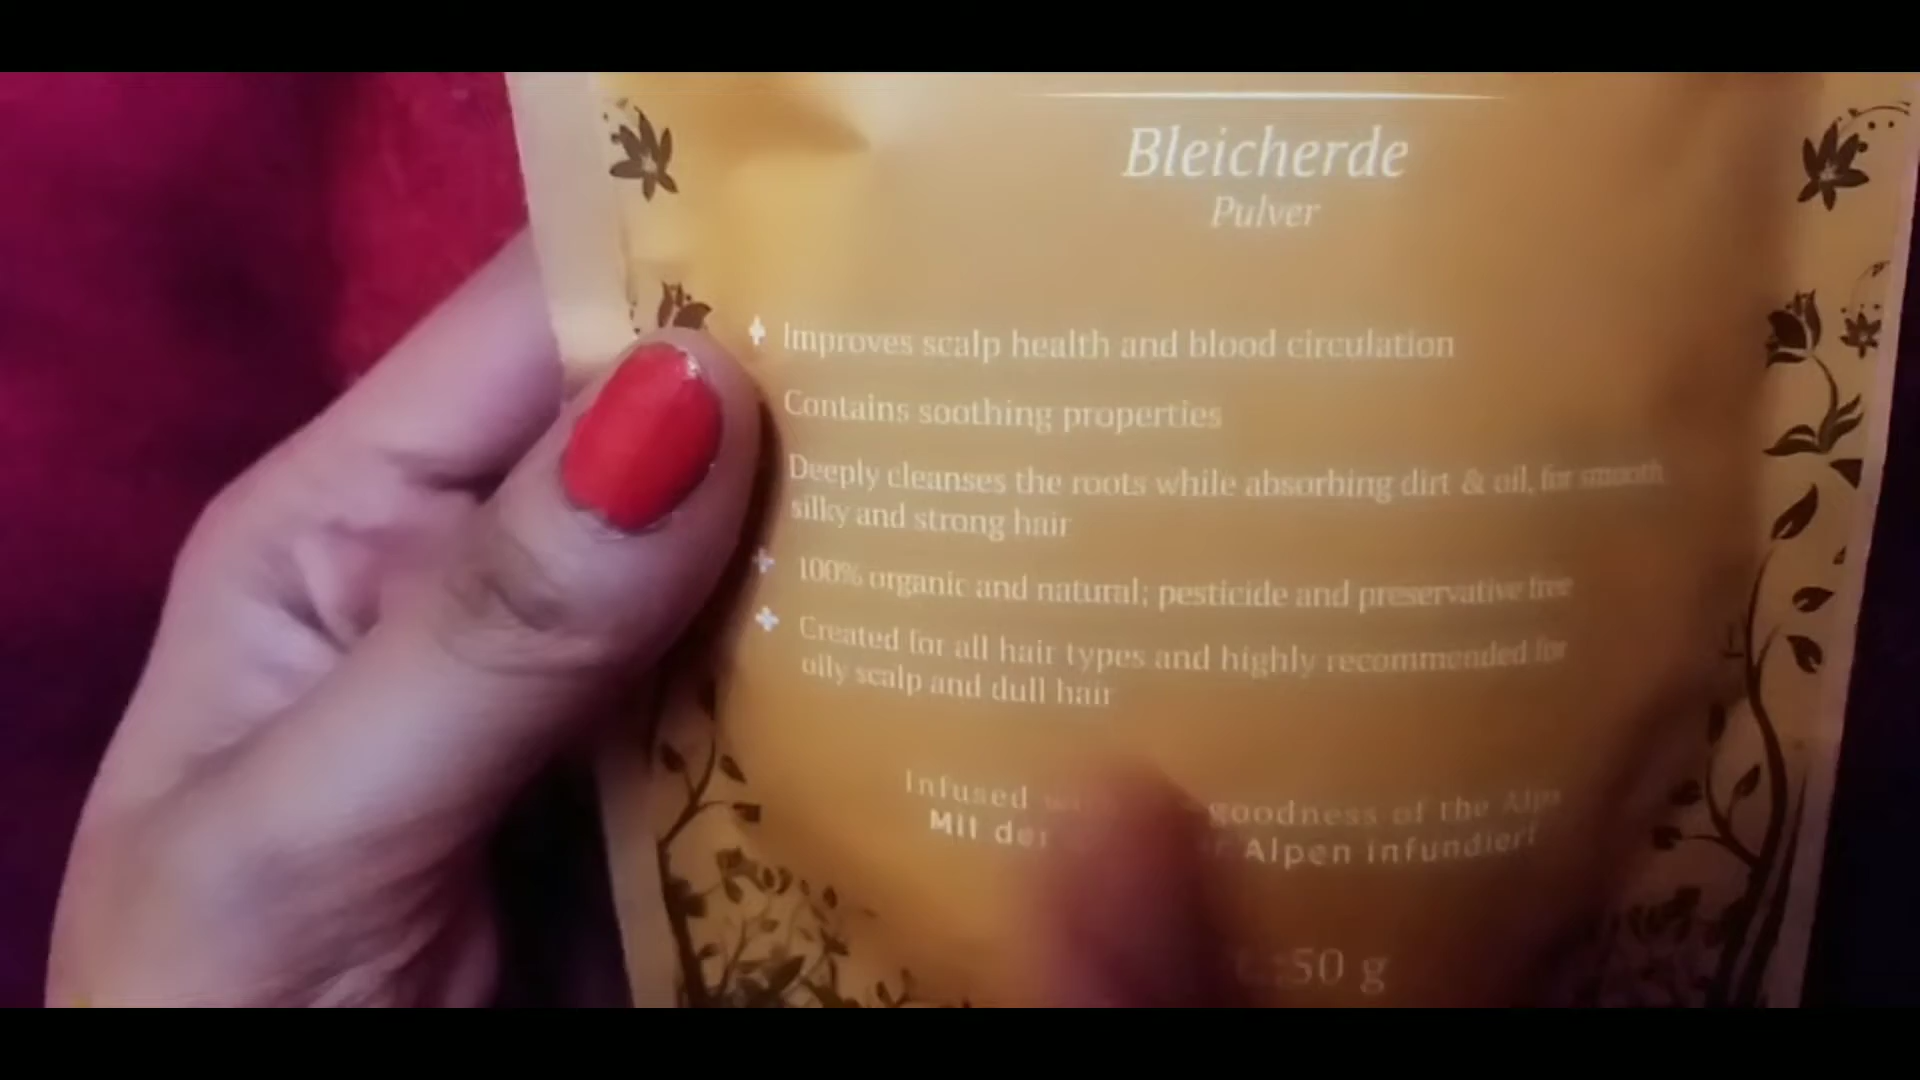 Bleicherde
Pulver
Improves scalp health and blood circulation
Contains soothing properties
Deeply cleanses the roots while absorbing dirt & oil, for smooth
silky and strong hair
100% organic and natural; pesticide and preservative free
Created for all hair types and highly recommended for
oily scalp and dull hair
Infused goodness of the Alps
Mit Alpen infundiert
50 g